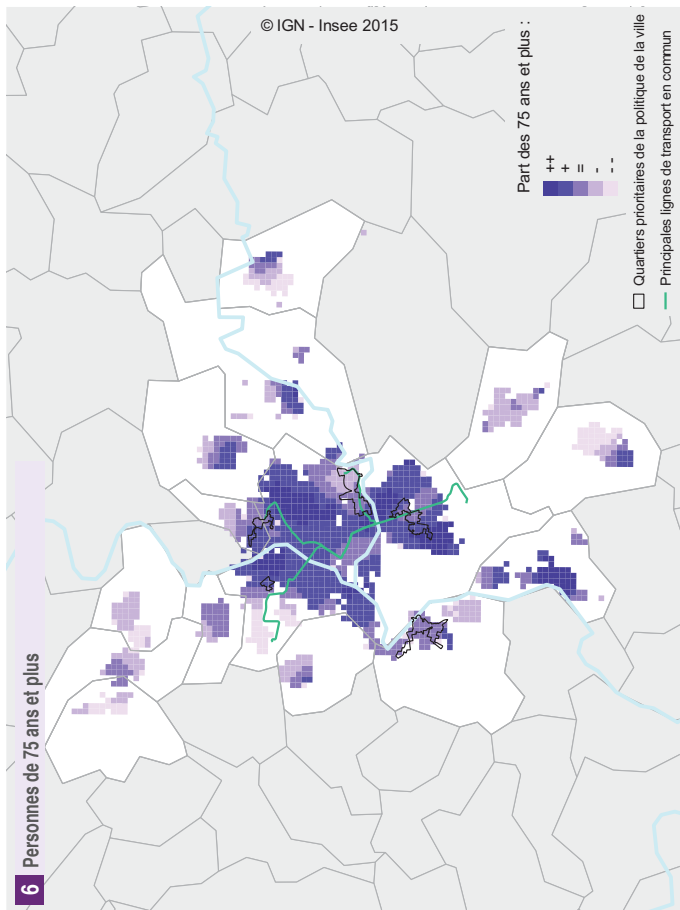 6 Personnes de 75 ans et plus
© IGN - Insee 2015
Part des 75 ans et plus :
++
+
=
-
--
Quartiers prioritaires de la politique de la ville
Principales lignes de transport en commun